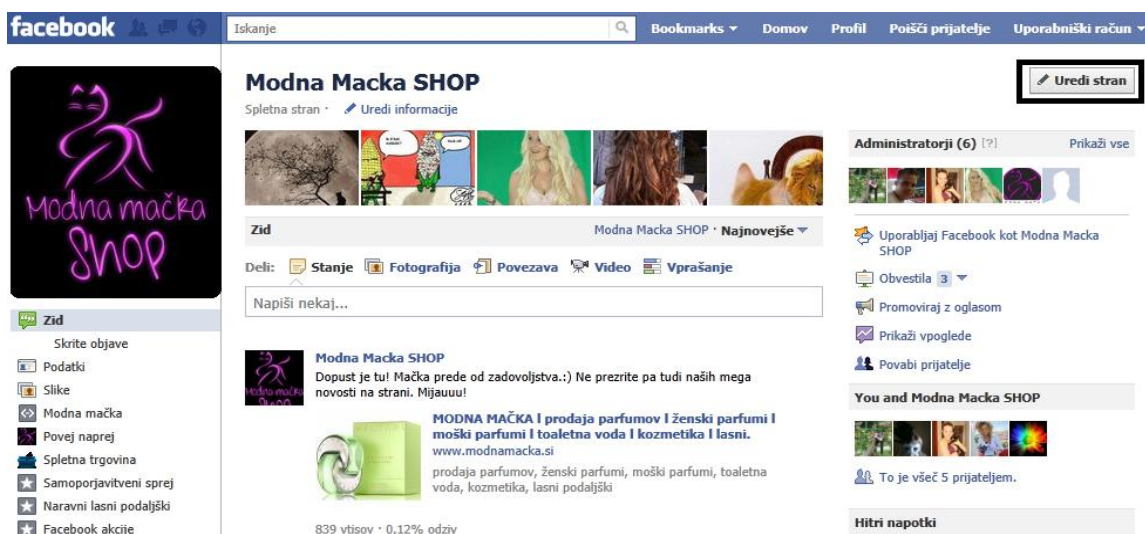 facebook
Iskanje
Bookmarks
Domov
Profil
Poišči prijatelje
Uporabniški račun
Modna mačka
Shop
Zid
Skrite objave
Podatki
Slike
Modna mačka
Povej naprej
Spletna trgovina
Samoporjavitveni sprej
Naravni lasni podaljški
Facebook akcije
Modna Macka SHOP
Spletna stran · Uredi informacije
Zid
Modna Macka SHOP · Najnovejše
Deli: Stanje Fotografija Povezava Video Vprašanje
Napiši nekaj...
Modna Macka SHOP
Dopust je tu! Mačka prede od zadovoljstva.:) Ne prezrite pa tudi naših mega
novosti na strani. Mijauuu!
MODNA MAČKA l prodaja parfumov l ženski parfumi l
moški parfumi l toaletna voda l kozmetika l lasni.
www.modnamacka.si
prodaja parfumov, ženski parfumi, moški parfumi, toaletna
voda, kozmetika, lasni podaljški
839 vtisov · 0,12% odziv
Uredi stran
Administratorji (6) [?]
Prikaži vse
Uporabljaj Facebook kot Modna Macka
SHOP
Obvestila 3
Promoviraj z oglasom
Prikaži vpoglede
Povabi prijatelje
You and Modna Macka SHOP
To je všeč 5 prijateljem.
Hitri napotki